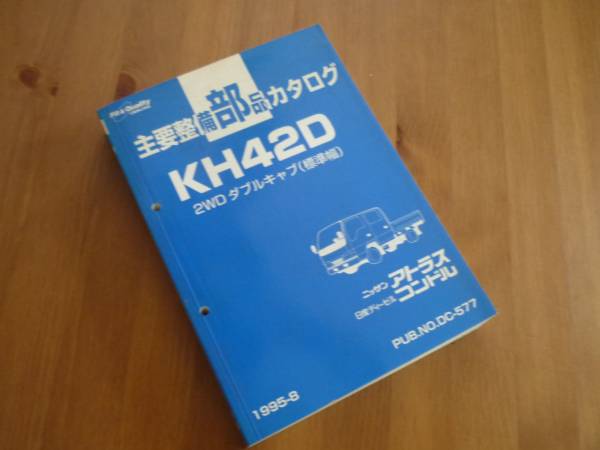 Fit & Quality
主要整備部品カタログ
KH42D
2WD ダブルキャブ(標準幅)
ニッサン アトラス
日産ディーゼル コンドル
PUB.NO.DC-577
1995-8